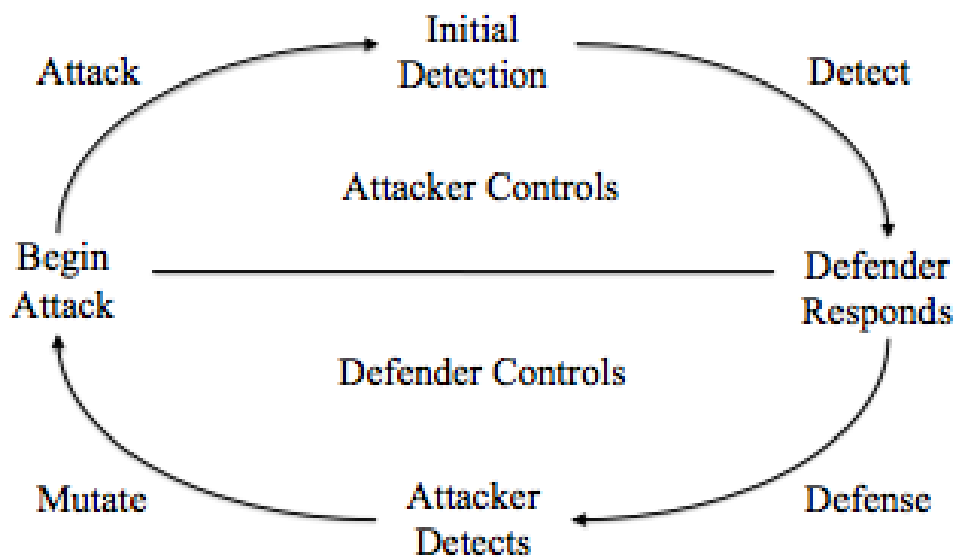 Initial
Detection
Attack
Detect
Attacker Controls
Begin
Attack
Defender
Responds
Defender Controls
Mutate
Attacker
Detects
Defense